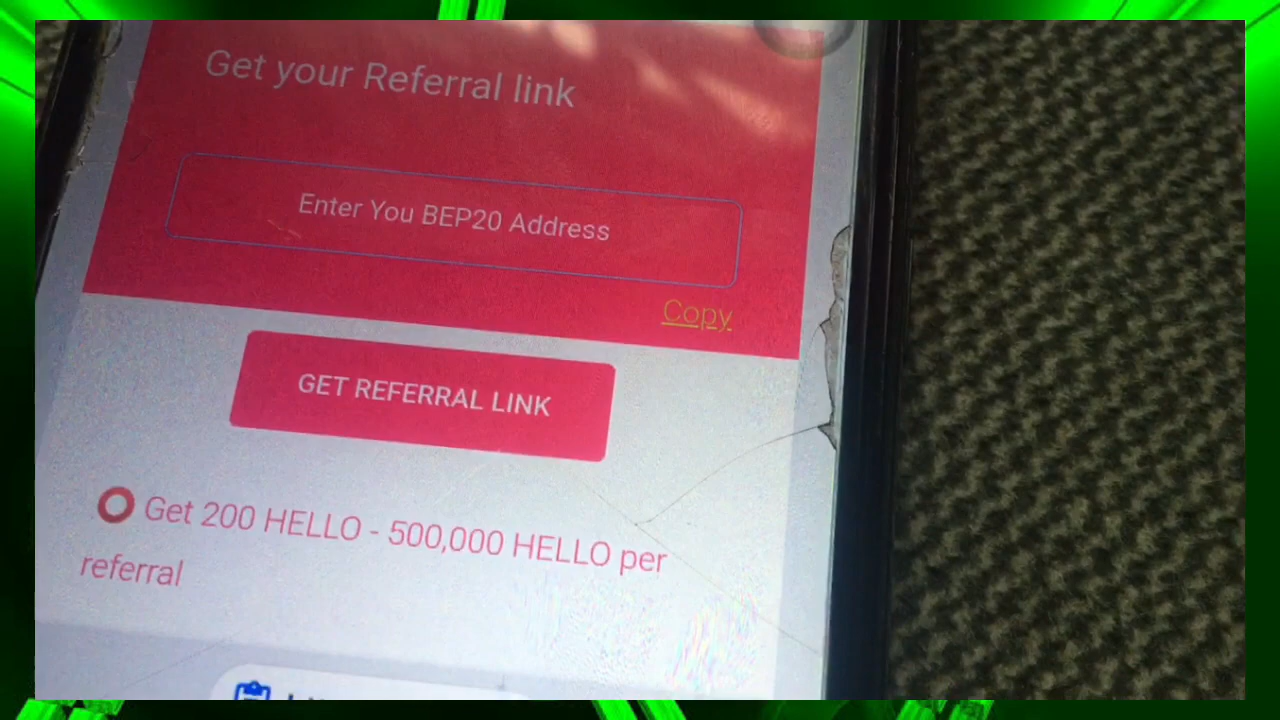 Get your Referral link
Enter You BEP20 Address
Copy
GET REFERRAL LINK
Get 200 HELLO - 500,000 HELLO per
referral